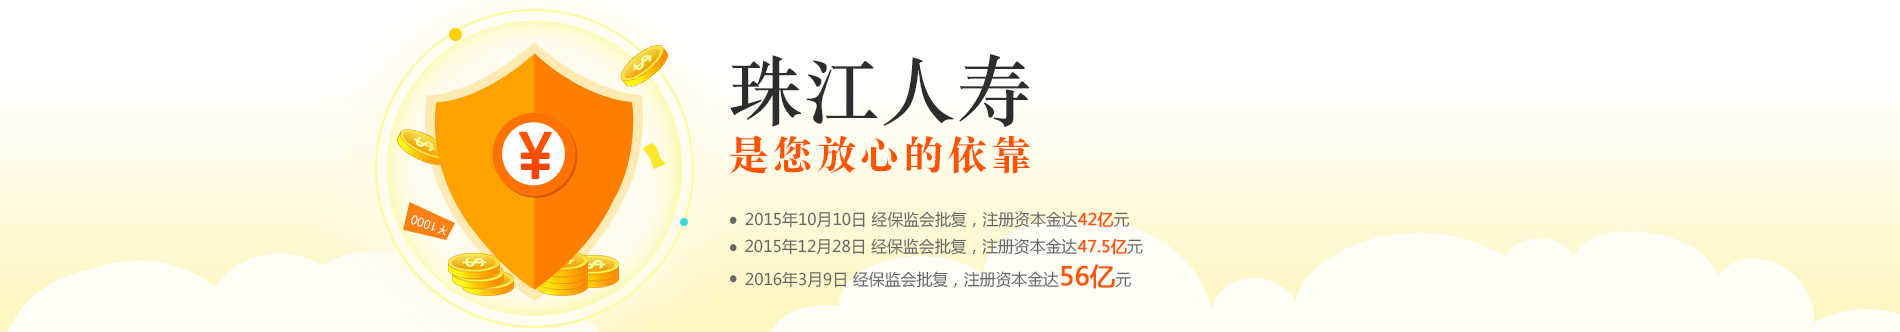 珠江人寿
是您放心的依靠
¥
¥1000
• 2015年10月10日 经保监会批复，注册资本金达42亿元
• 2015年12月28日 经保监会批复，注册资本金达47.5亿元
• 2016年3月9日 经保监会批复，注册资本金达56亿元